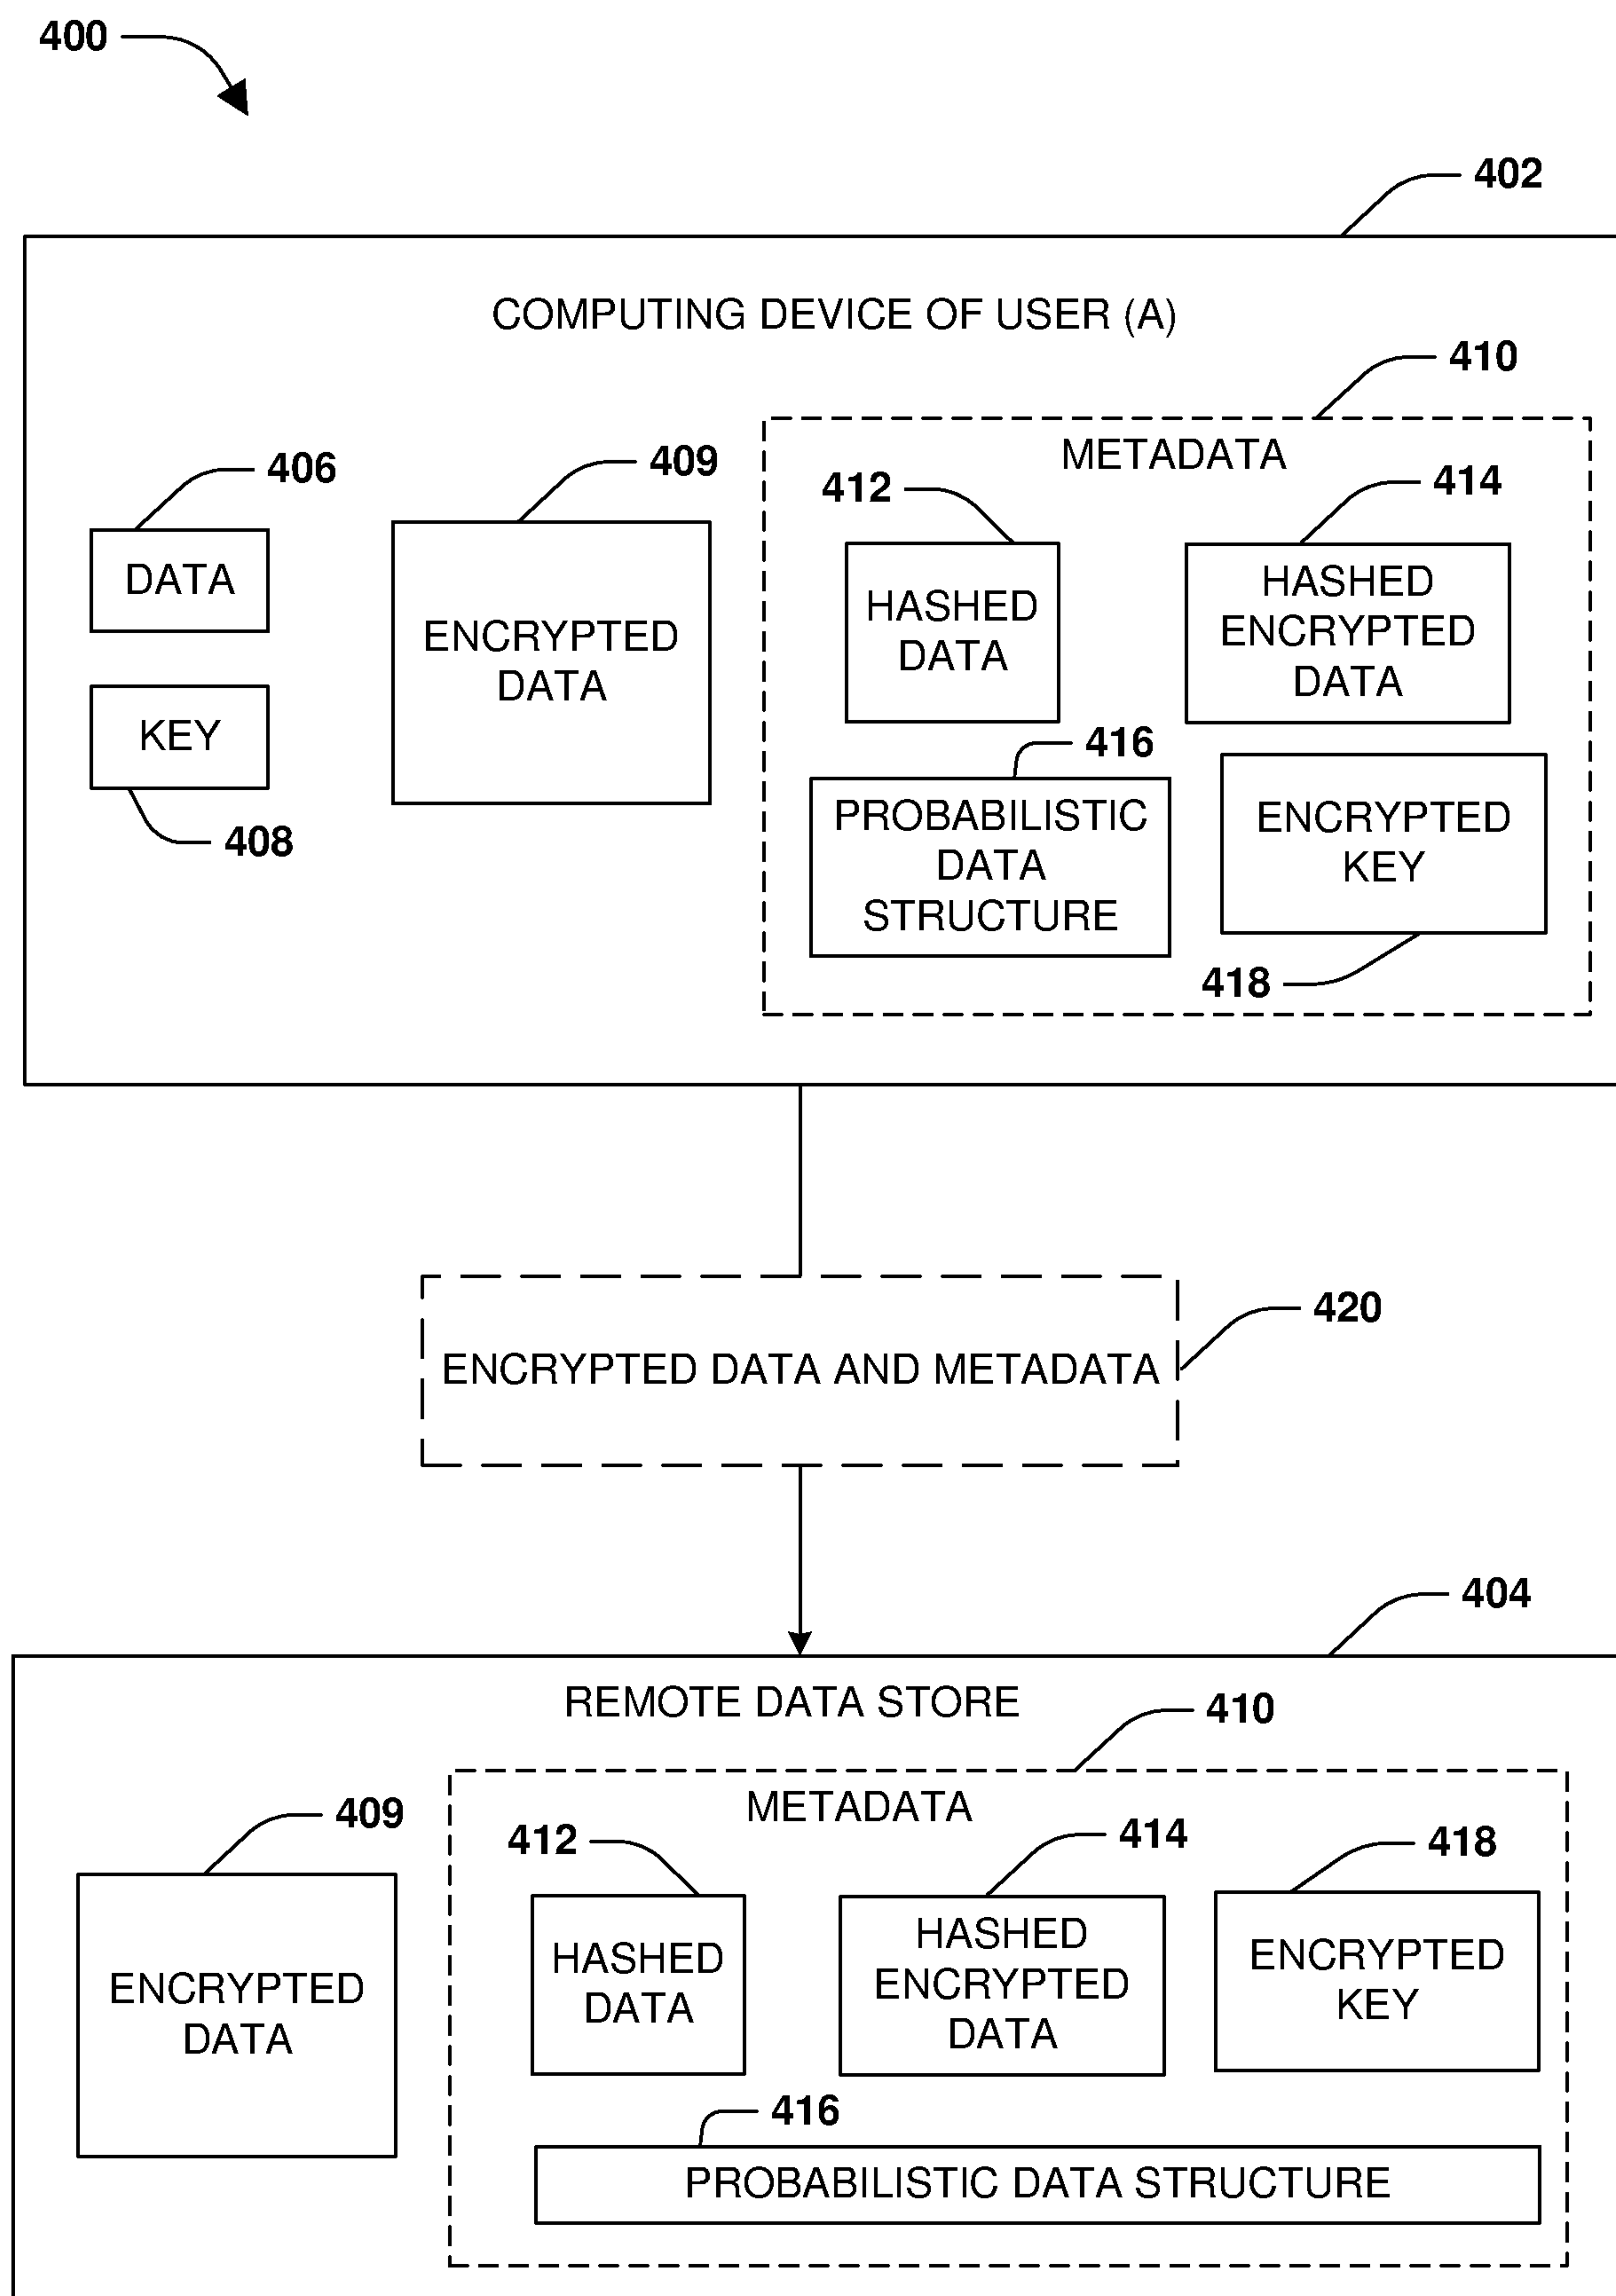 400
402
COMPUTING DEVICE OF USER (A)
410
METADATA
406
409
412
414
DATA
ENCRYPTED
DATA
HASHED
DATA
HASHED
ENCRYPTED
DATA
KEY
408
416
PROBABILISTIC
DATA
STRUCTURE
ENCRYPTED
KEY
418
ENCRYPTED DATA AND METADATA
420
404
REMOTE DATA STORE
410
METADATA
409
412
414
418
ENCRYPTED
DATA
HASHED
DATA
HASHED
ENCRYPTED
DATA
ENCRYPTED
KEY
416
PROBABILISTIC DATA STRUCTURE